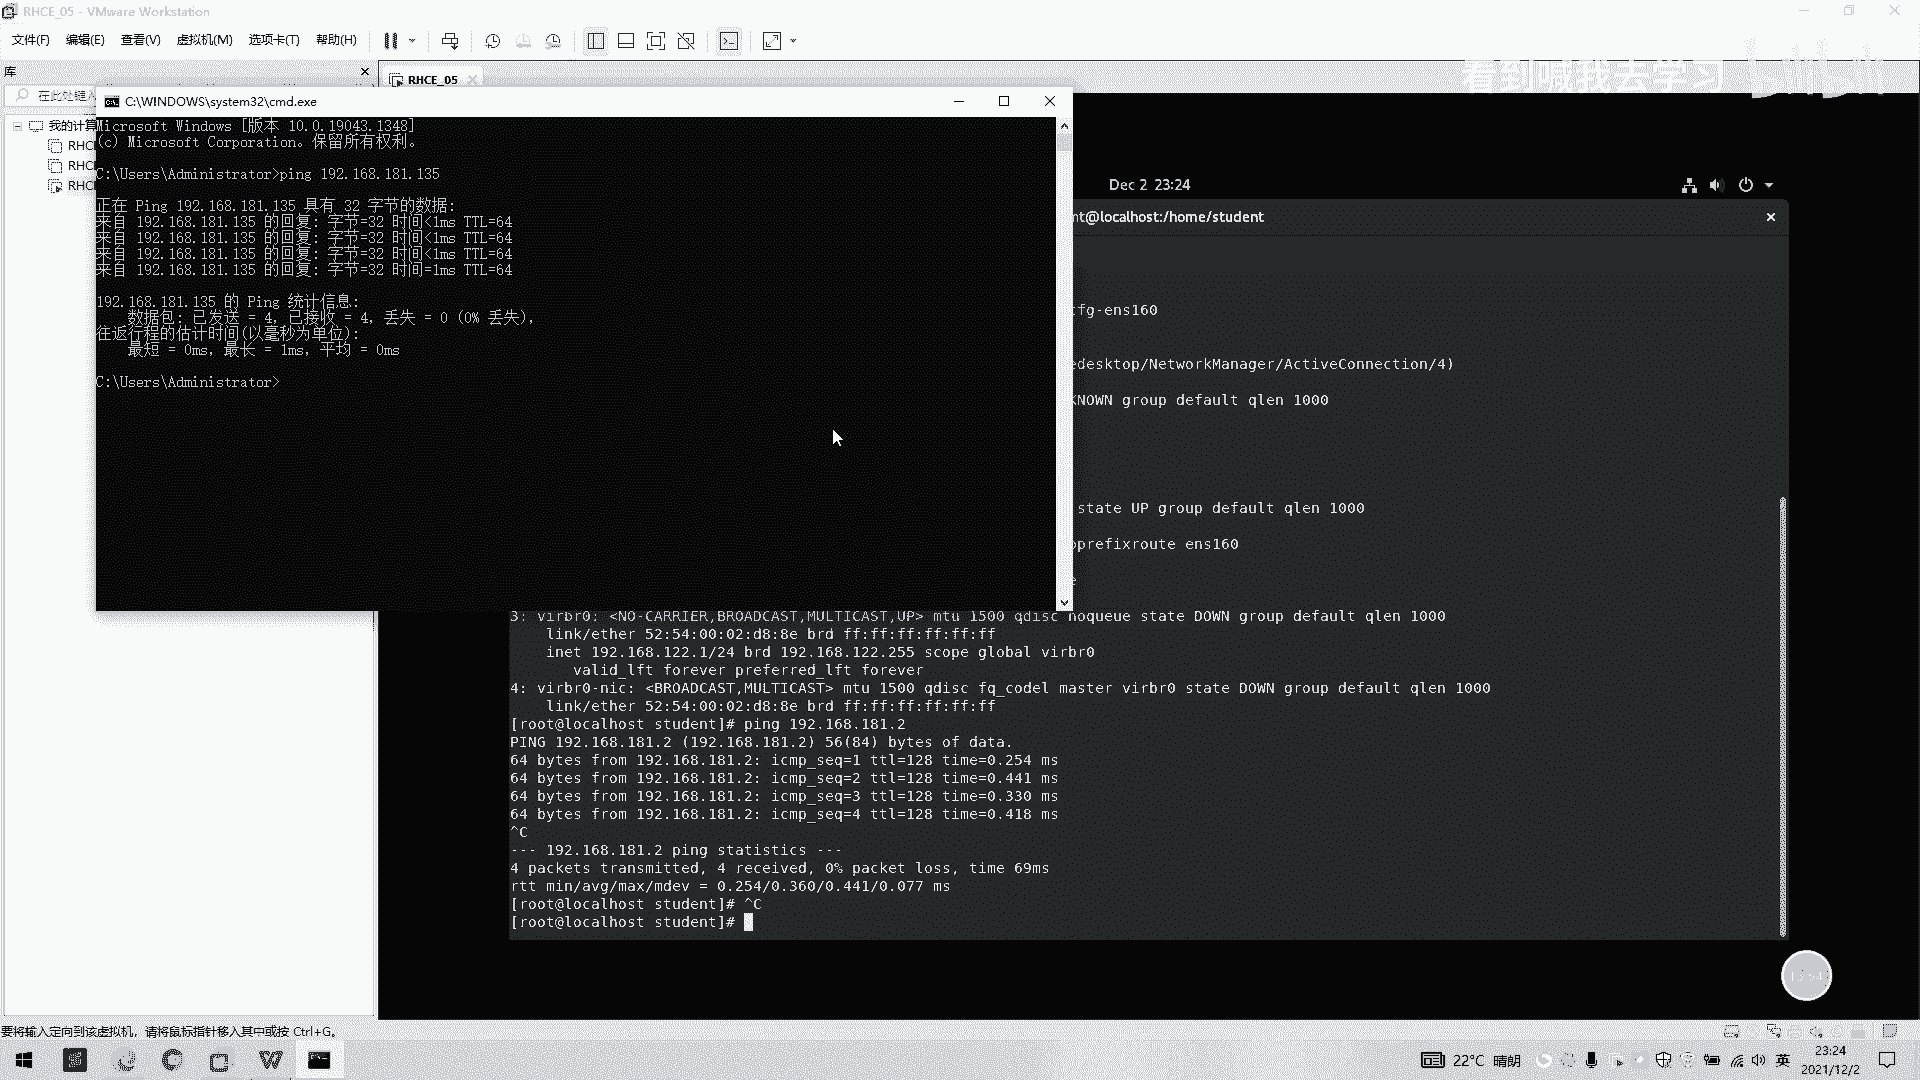 RHCE_05 - VMware Workstation
文件(F) 编辑(E) 查看(V) 虚拟机(M) 选项卡(T) 帮助(H)
库
RHCE_05
看到喊我去学习 bilibili
在此处键入
我的计算
RHCE
RHCE
RHCE
C:\WINDOWS\system32\cmd.exe
Microsoft Windows [版本 10.0.19043.1348]
(c) Microsoft Corporation。保留所有权利。
C:\Users\Administrator>ping 192.168.181.135
正在 Ping 192.168.181.135 具有 32 字节的数据:
来自 192.168.181.135 的回复: 字节=32 时间<1ms TTL=64
来自 192.168.181.135 的回复: 字节=32 时间<1ms TTL=64
来自 192.168.181.135 的回复: 字节=32 时间<1ms TTL=64
来自 192.168.181.135 的回复: 字节=32 时间=1ms TTL=64
192.168.181.135 的 Ping 统计信息:
数据包: 已发送 = 4，已接收 = 4，丢失 = 0 (0% 丢失)，
往返行程的估计时间(以毫秒为单位):
最短 = 0ms，最长 = 1ms，平均 = 0ms
C:\Users\Administrator>
Dec 2 23:24
nt@localhost:/home/student
cfg-ens160
edesktop/NetworkManager/ActiveConnection/4)
KNOWN group default qlen 1000
state UP group default qlen 1000
oprefixroute ens160
3: virbr0: <NO-CARRIER,BROADCAST,MULTICAST,UP> mtu 1500 qdisc noqueue state DOWN group default qlen 1000
link/ether 52:54:00:02:d8:8e brd ff:ff:ff:ff:ff:ff
inet 192.168.122.1/24 brd 192.168.122.255 scope global virbr0
valid_lft forever preferred_lft forever
4: virbr0-nic: <BROADCAST,MULTICAST> mtu 1500 qdisc fq_codel master virbr0 state DOWN group default qlen 1000
link/ether 52:54:00:02:d8:8e brd ff:ff:ff:ff:ff:ff
[root@localhost student]# ping 192.168.181.2
PING 192.168.181.2 (192.168.181.2) 56(84) bytes of data.
64 bytes from 192.168.181.2: icmp_seq=1 ttl=128 time=0.254 ms
64 bytes from 192.168.181.2: icmp_seq=2 ttl=128 time=0.441 ms
64 bytes from 192.168.181.2: icmp_seq=3 ttl=128 time=0.330 ms
64 bytes from 192.168.181.2: icmp_seq=4 ttl=128 time=0.418 ms
^C
--- 192.168.181.2 ping statistics ---
4 packets transmitted, 4 received, 0% packet loss, time 69ms
rtt min/avg/max/mdev = 0.254/0.360/0.441/0.077 ms
[root@localhost student]# ^C
[root@localhost student]#
要将输入定向到该虚拟机，请将鼠标指针移入其中或按 Ctrl+G。
22°C 晴朗
英
23:24
2021/12/2